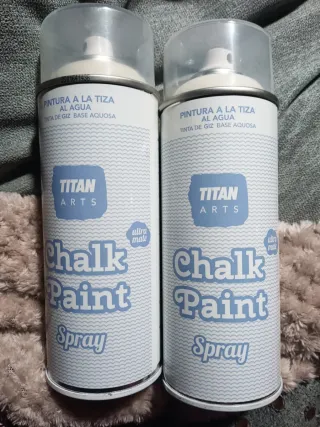 PINTURA A LA TIZA
AL AGUA
TINTA DE GIZ BASE AQUOSA
TITAN
ARTS
ultra
mate
Chalk
Paint
Spray
PINTURA A LA TIZA
AL AGUA
TINTA DE GIZ BASE AQUOSA
TITAN
ARTS
ultra
mate
Chalk
Paint
Spray